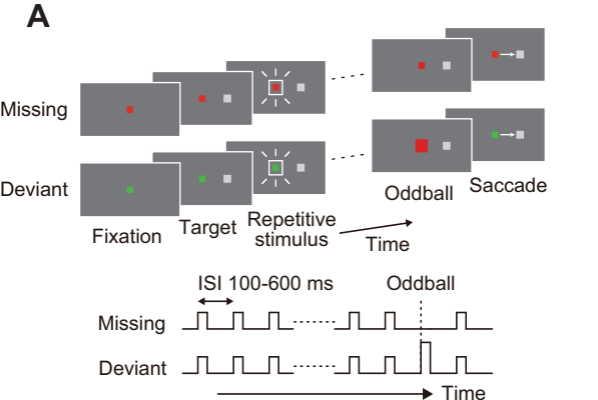 A
Missing
Deviant
Fixation
Target
Repetitive
stimulus
Time
Oddball
Saccade
ISI 100-600 ms
Oddball
Missing
Deviant
Time